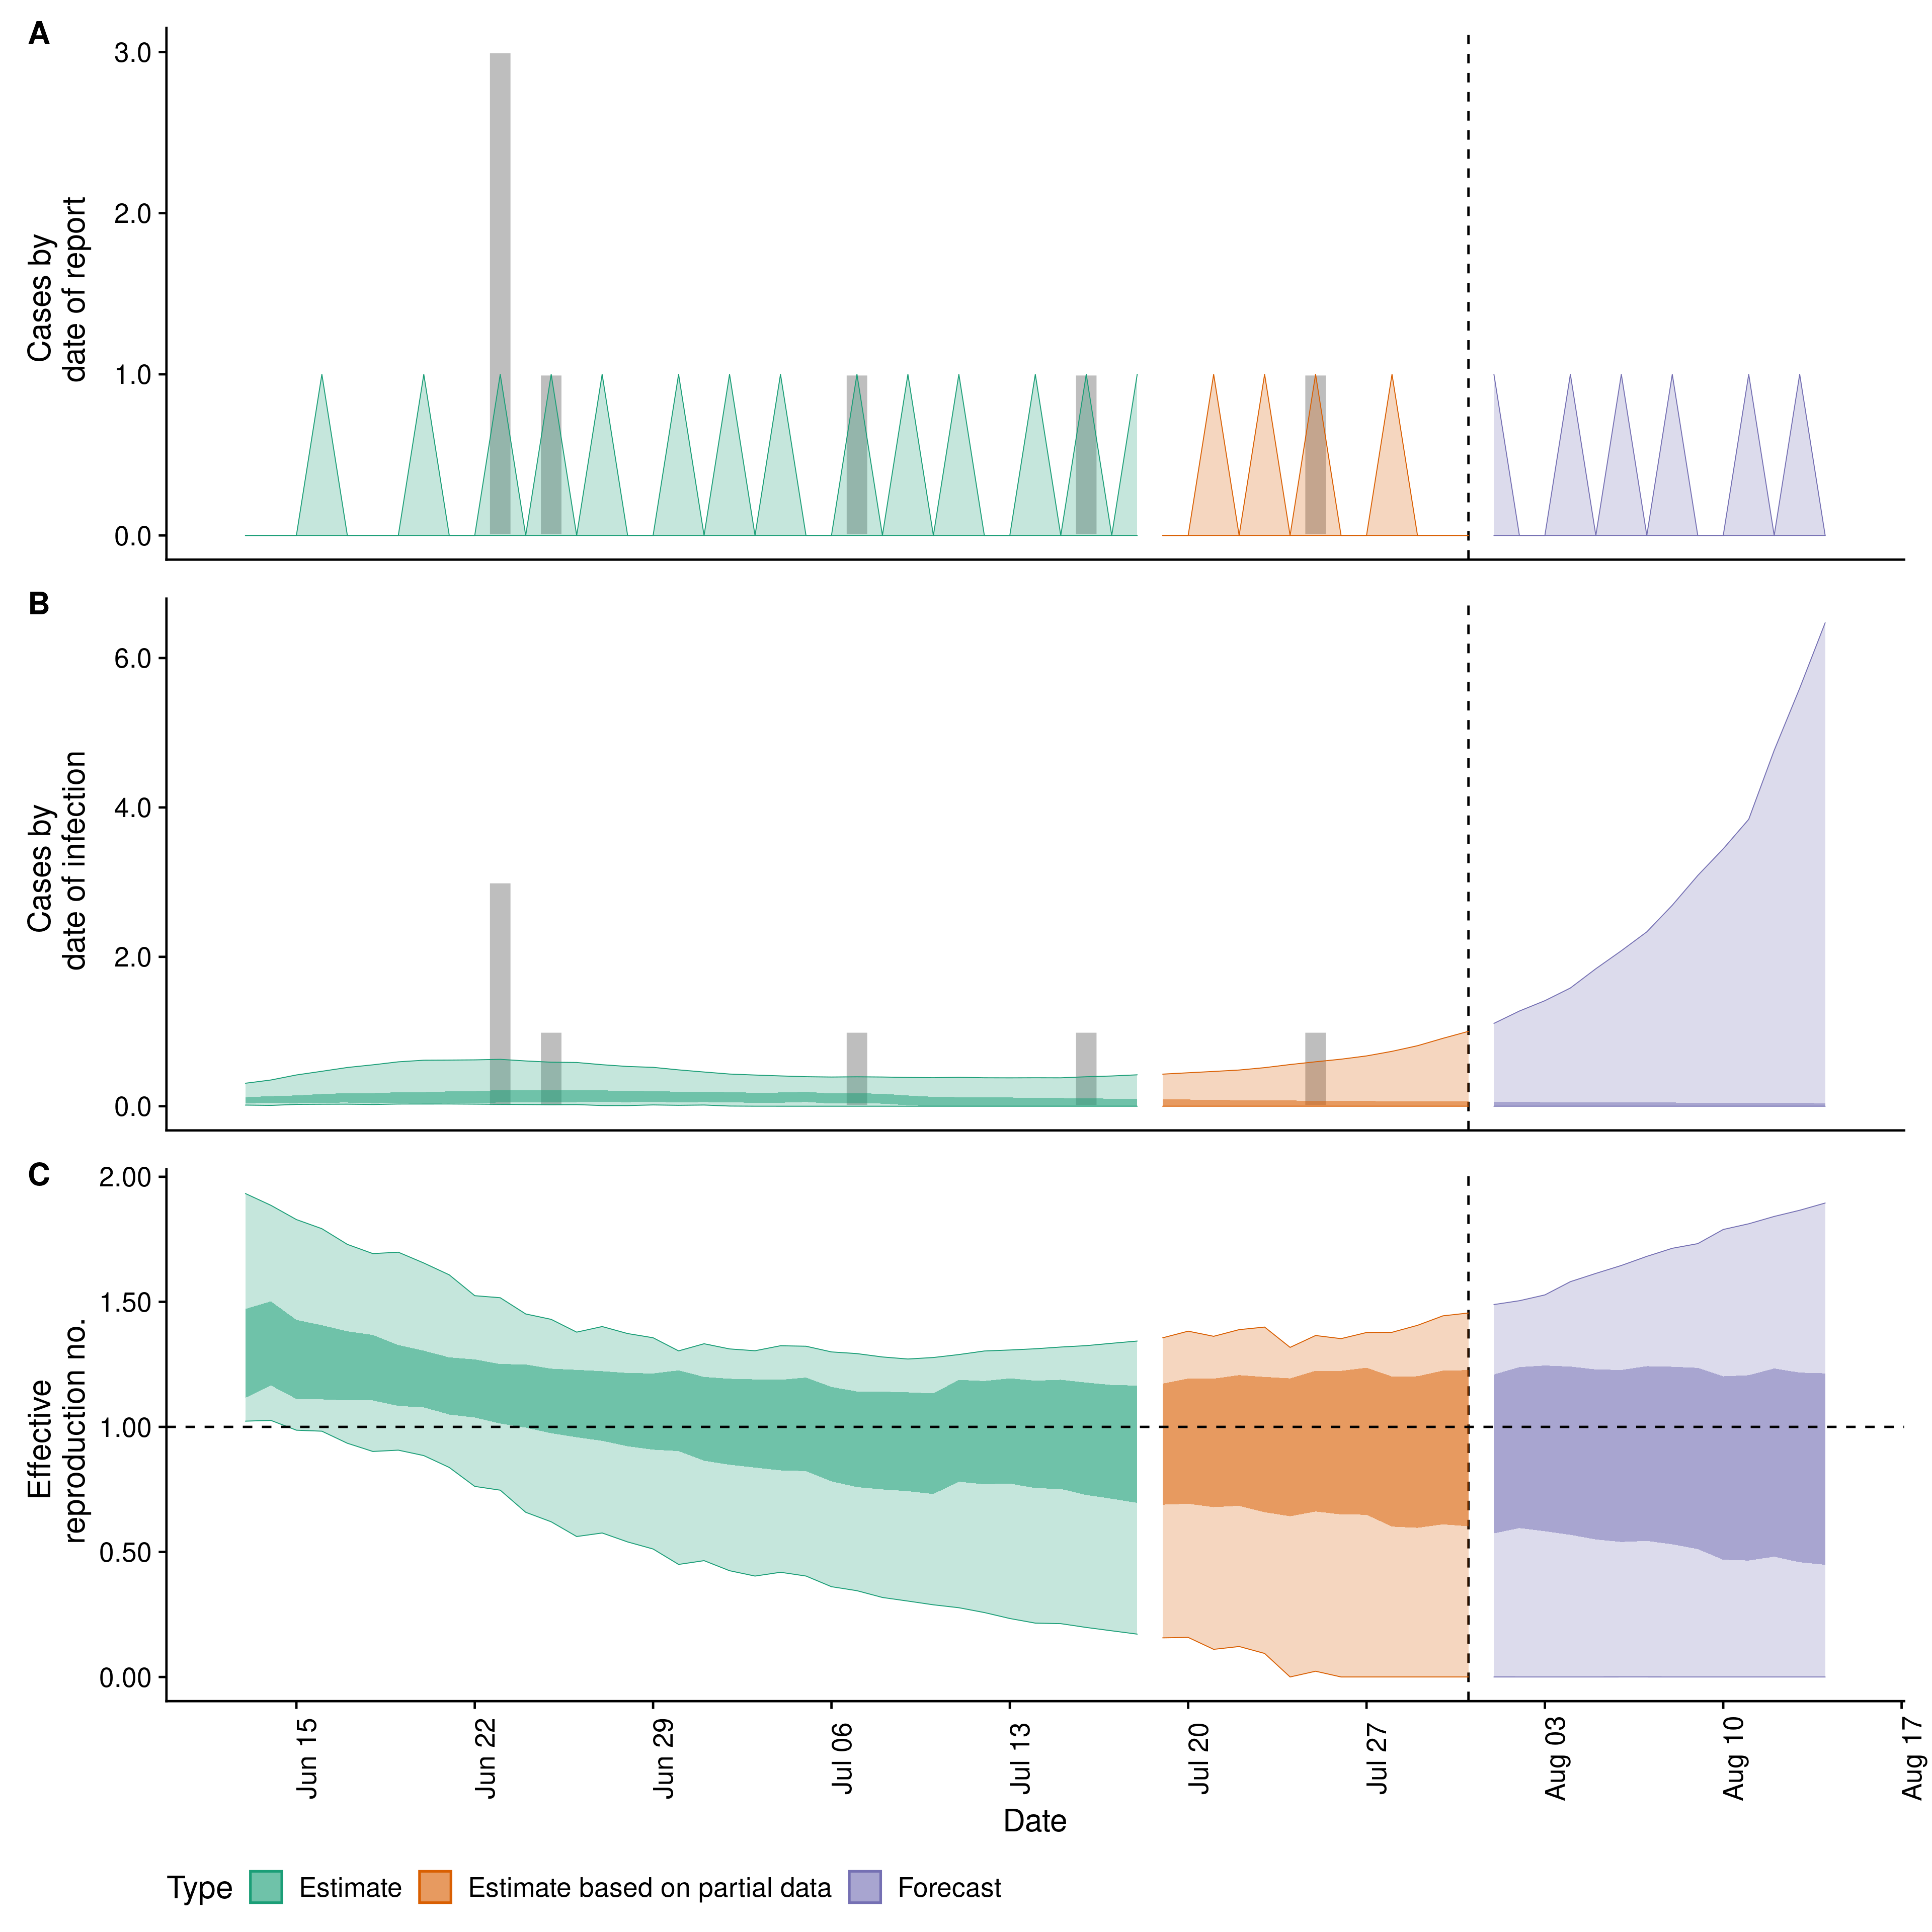 A
3.0
2.0
1.0
0.0
Cases by
date of report
B
6.0
4.0
2.0
0.0
Cases by
date of infection
C
2.00
1.50
1.00
0.50
0.00
Effective
reproduction no.
Jun 15
Jun 22
Jun 29
Jul 06
Jul 13
Jul 20
Jul 27
Aug 03
Aug 10
Aug 17
Date
Type
Estimate
Estimate based on partial data
Forecast